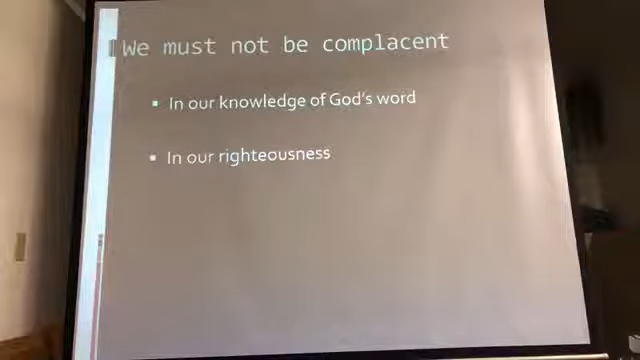 We must not be complacent
In our knowledge of God's word
In our righteousness